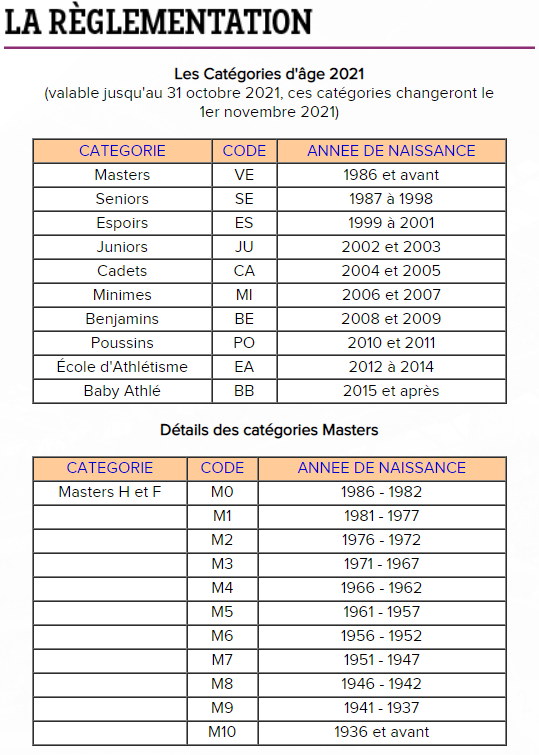 LA RÈGLEMENTATION
Les Catégories d'âge 2021
(valable jusqu'au 31 octobre 2021, ces catégories changeront le
1er novembre 2021)
CATEGORIE CODE ANNEE DE NAISSANCE
Masters VE 1986 et avant
Seniors SE 1987 à 1998
Espoirs ES 1999 à 2001
Juniors JU 2002 et 2003
Cadets CA 2004 et 2005
Minimes MI 2006 et 2007
Benjamins BE 2008 et 2009
Poussins PO 2010 et 2011
École d'Athlétisme EA 2012 à 2014
Baby Athlé BB 2015 et après
Détails des catégories Masters
CATEGORIE CODE ANNEE DE NAISSANCE
Masters H et F M0 1986 - 1982
M1 1981 - 1977
M2 1976 - 1972
M3 1971 - 1967
M4 1966 - 1962
M5 1961 - 1957
M6 1956 - 1952
M7 1951 - 1947
M8 1946 - 1942
M9 1941 - 1937
M10 1936 et avant